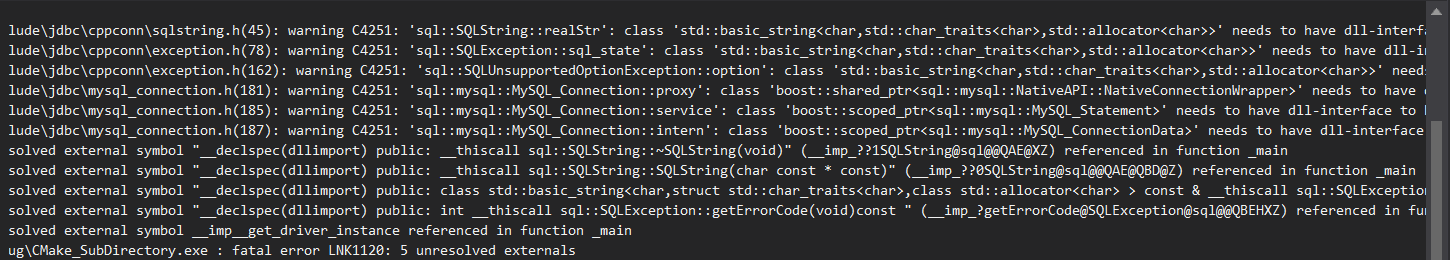 lude\jdbc\cppconn\sqlstring.h(45): warning C4251: 'sql::SQLString::realStr': class 'std::basic_string<char,std::char_traits<char>,std::allocator<char>>' needs to have dll-interf
lude\jdbc\cppconn\exception.h(78): warning C4251: 'sql::SQLException::sql_state': class 'std::basic_string<char,std::char_traits<char>,std::allocator<char>>' needs to have dll-i
lude\jdbc\cppconn\exception.h(162): warning C4251: 'sql::SQLUnsupportedOptionException::option': class 'std::basic_string<char,std::char_traits<char>,std::allocator<char>>' need
lude\jdbc\mysql_connection.h(181): warning C4251: 'sql::mysql::MySQL_Connection::proxy': class 'boost::shared_ptr<sql::mysql::NativeAPI::NativeConnectionWrapper>' needs to have
lude\jdbc\mysql_connection.h(185): warning C4251: 'sql::mysql::MySQL_Connection::service': class 'boost::scoped_ptr<sql::mysql::MySQL_Statement>' needs to have dll-interface to
lude\jdbc\mysql_connection.h(187): warning C4251: 'sql::mysql::MySQL_Connection::intern': class 'boost::scoped_ptr<sql::mysql::MySQL_ConnectionData>' needs to have dll-interface
solved external symbol "__declspec(dllimport) public: __thiscall sql::SQLString::~SQLString(void)" (__imp_??1SQLString@sql@@QAE@XZ) referenced in function _main
solved external symbol "__declspec(dllimport) public: __thiscall sql::SQLString::SQLString(char const * const)" (__imp_??0SQLString@sql@@QAE@QBD@Z) referenced in function _main
solved external symbol "__declspec(dllimport) public: class std::basic_string<char,struct std::char_traits<char>,class std::allocator<char> > const & __thiscall sql::SQLException
solved external symbol "__declspec(dllimport) public: int __thiscall sql::SQLException::getErrorCode(void)const " (__imp_?getErrorCode@SQLException@sql@@QBEHXZ) referenced in fu
solved external symbol __imp__get_driver_instance referenced in function _main
ug\CMake_SubDirectory.exe : fatal error LNK1120: 5 unresolved externals